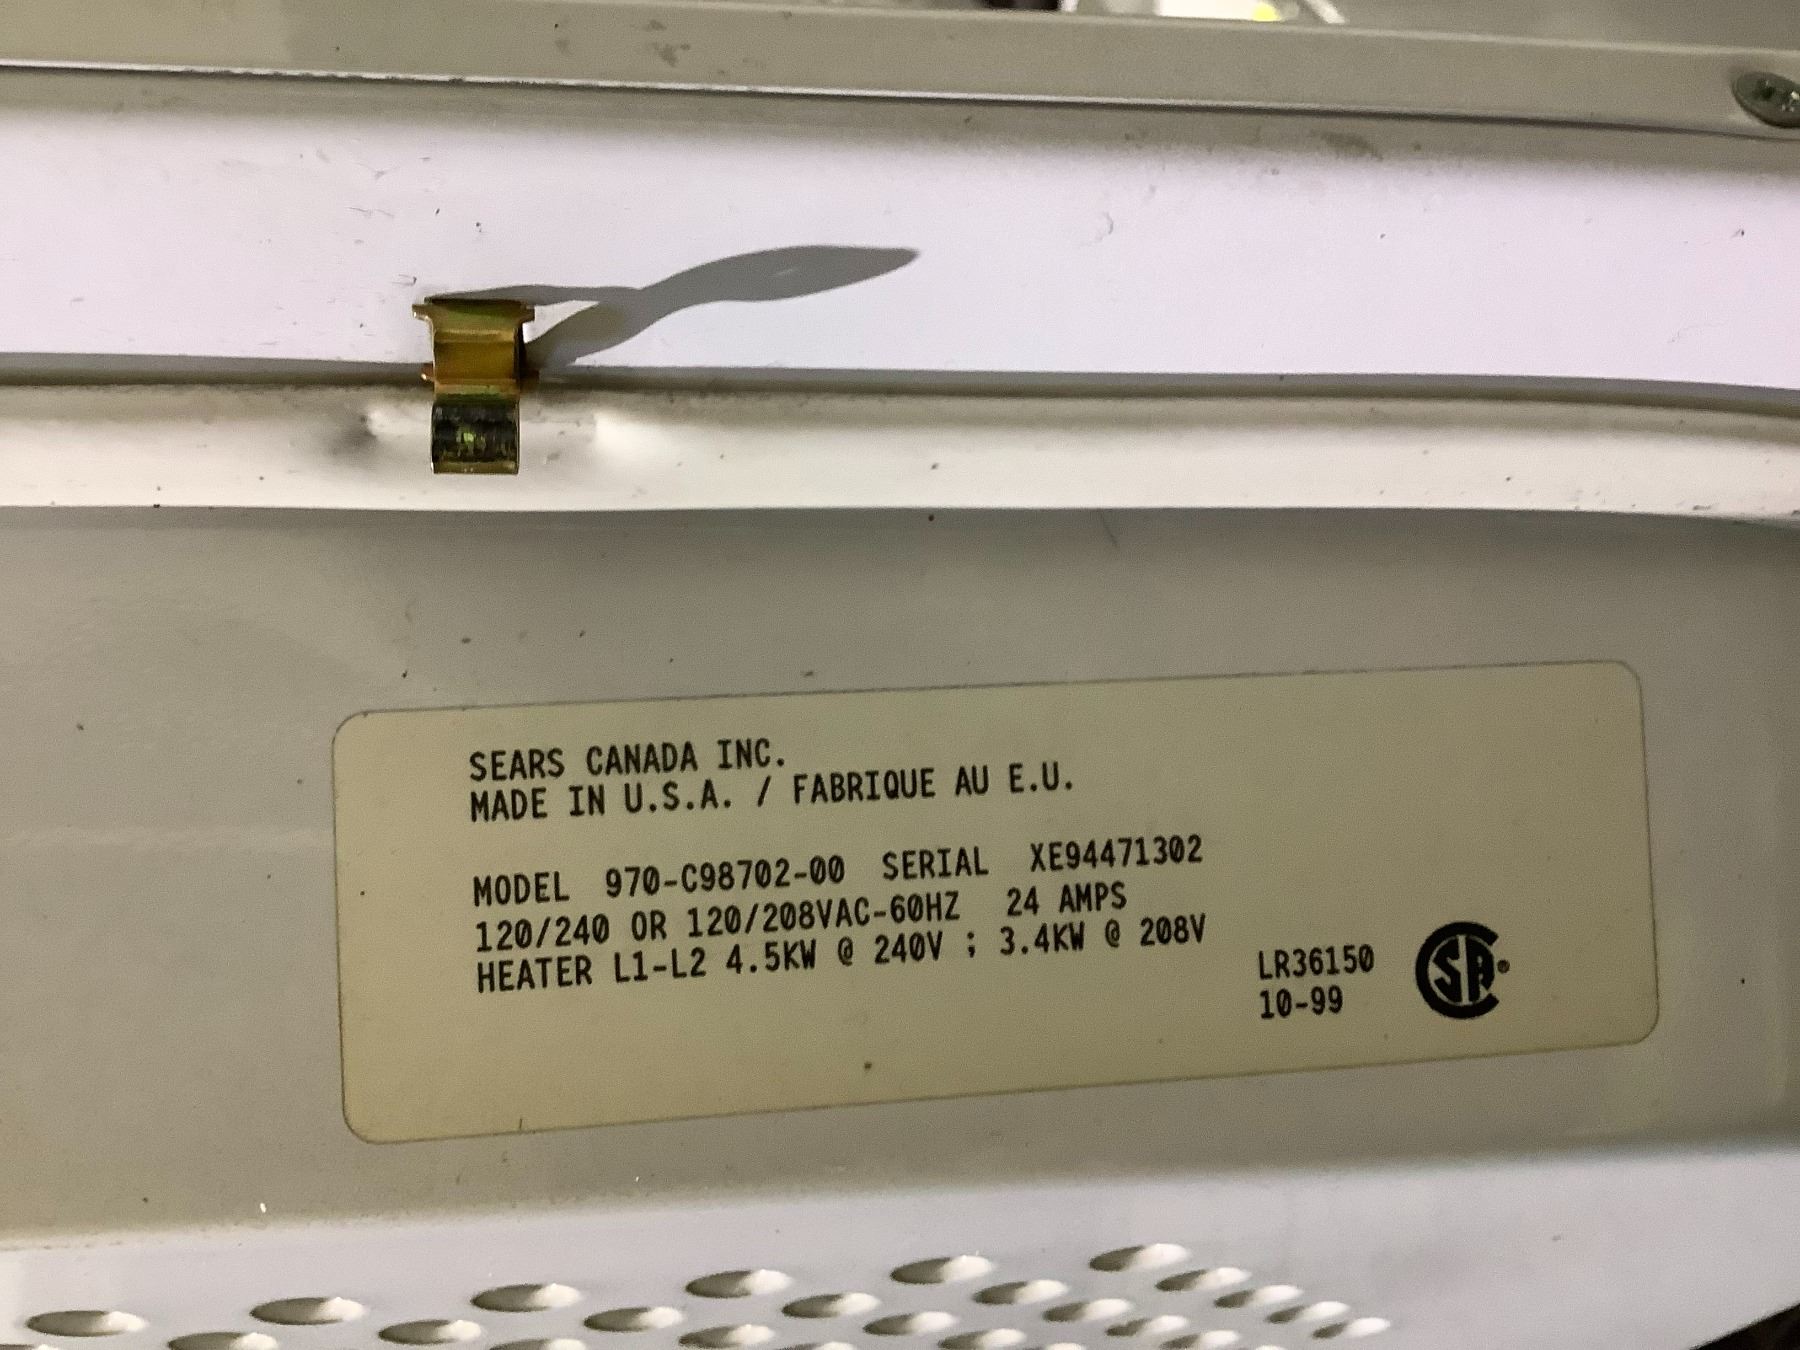 SEARS CANADA INC.
MADE IN U.S.A. / FABRIQUE AU E.U.
MODEL 970-C98702-00 SERIAL XE94471302
120/240 OR 120/208VAC-60HZ 24 AMPS
HEATER L1-L2 4.5KW @ 240V ; 3.4KW @ 208V
LR36150
10-99
CSA®